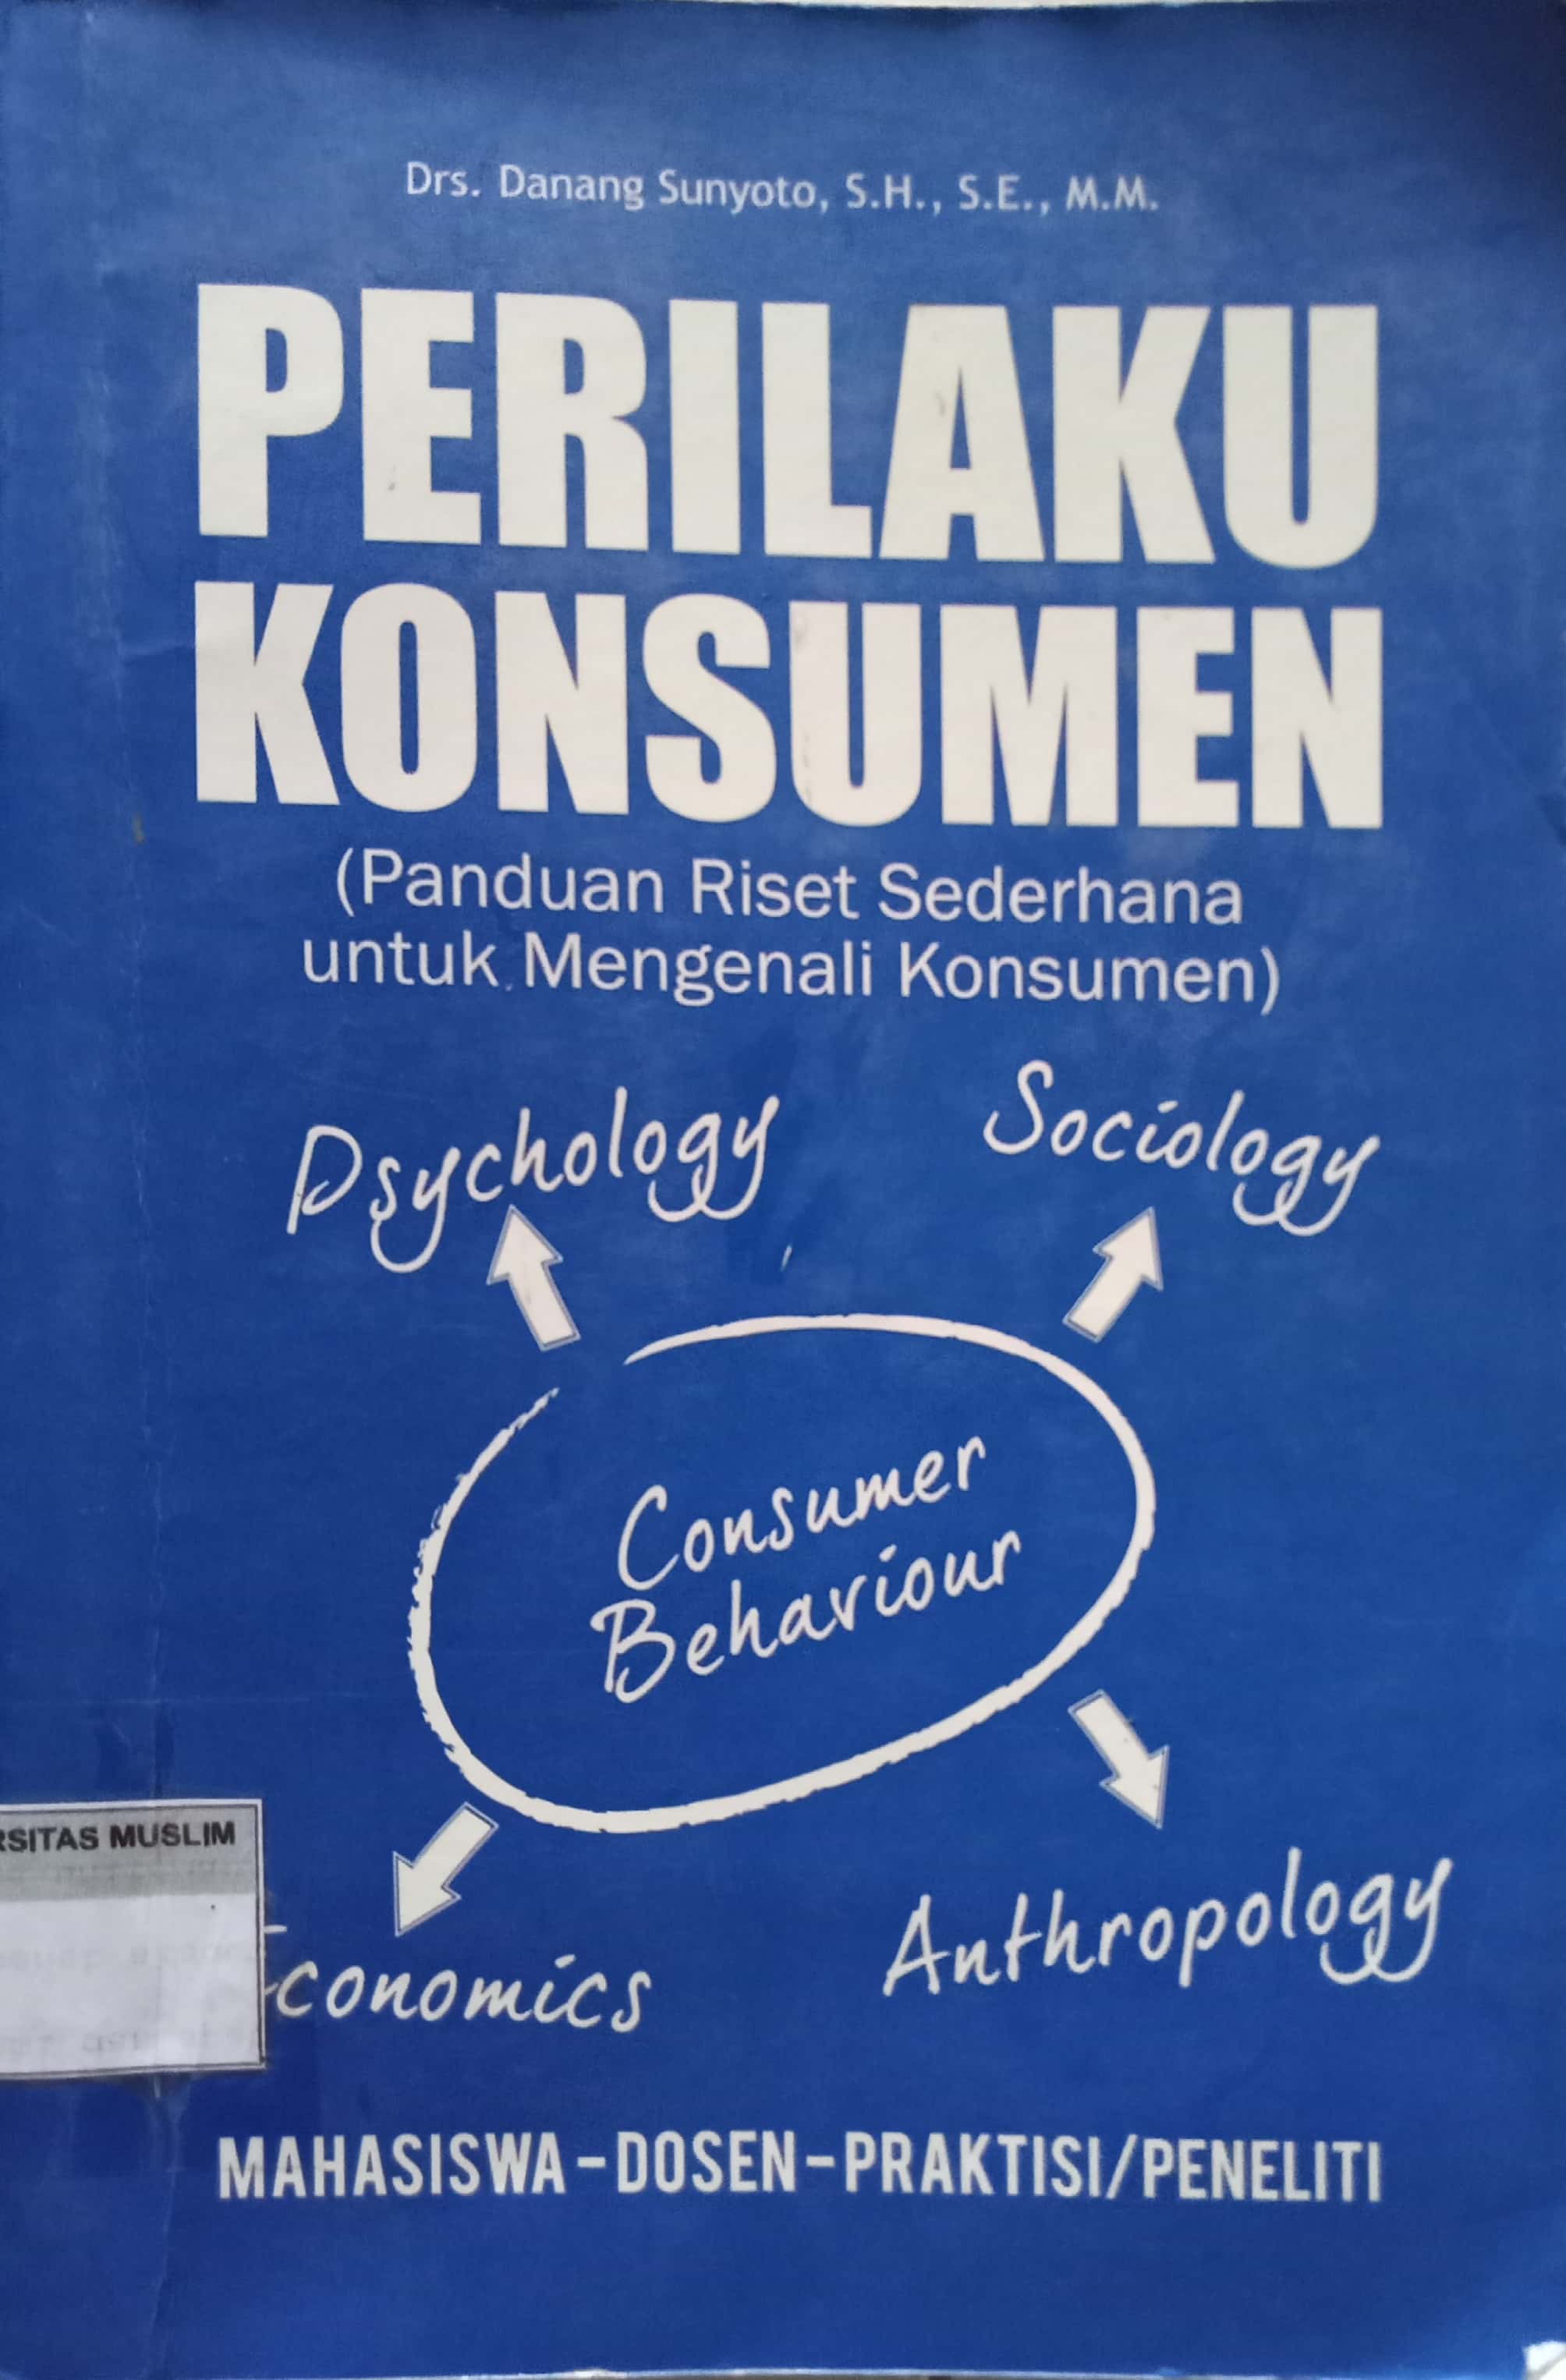 Drs. Danang Sunyoto, S.H., S.E., M.M.
PERILAKU
KONSUMEN
(Panduan Riset Sederhana
untuk Mengenali Konsumen)
Psychology
Sociology
Consumer
Behaviour
RSITAS MUSLIM
Economics
Anthropology
MAHASISWA-DOSEN-PRAKTISI/PENELITI